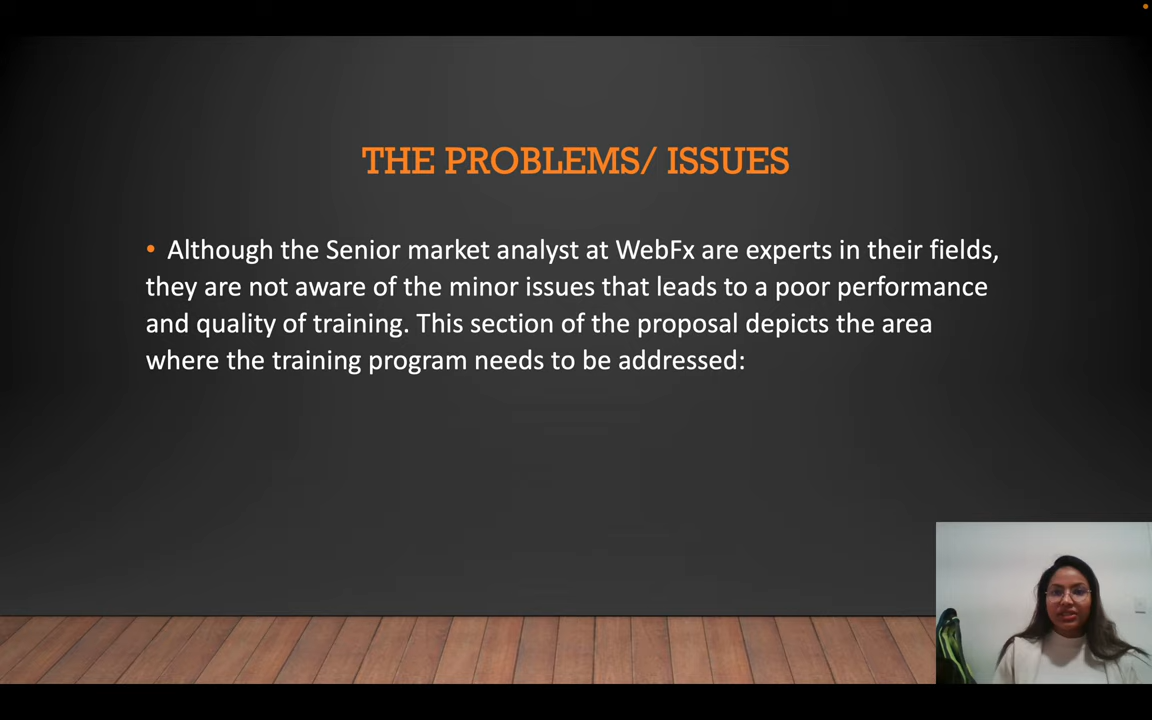 THE PROBLEMS/ ISSUES
• Although the Senior market analyst at WebFx are experts in their fields,
they are not aware of the minor issues that leads to a poor performance
and quality of training. This section of the proposal depicts the area
where the training program needs to be addressed: